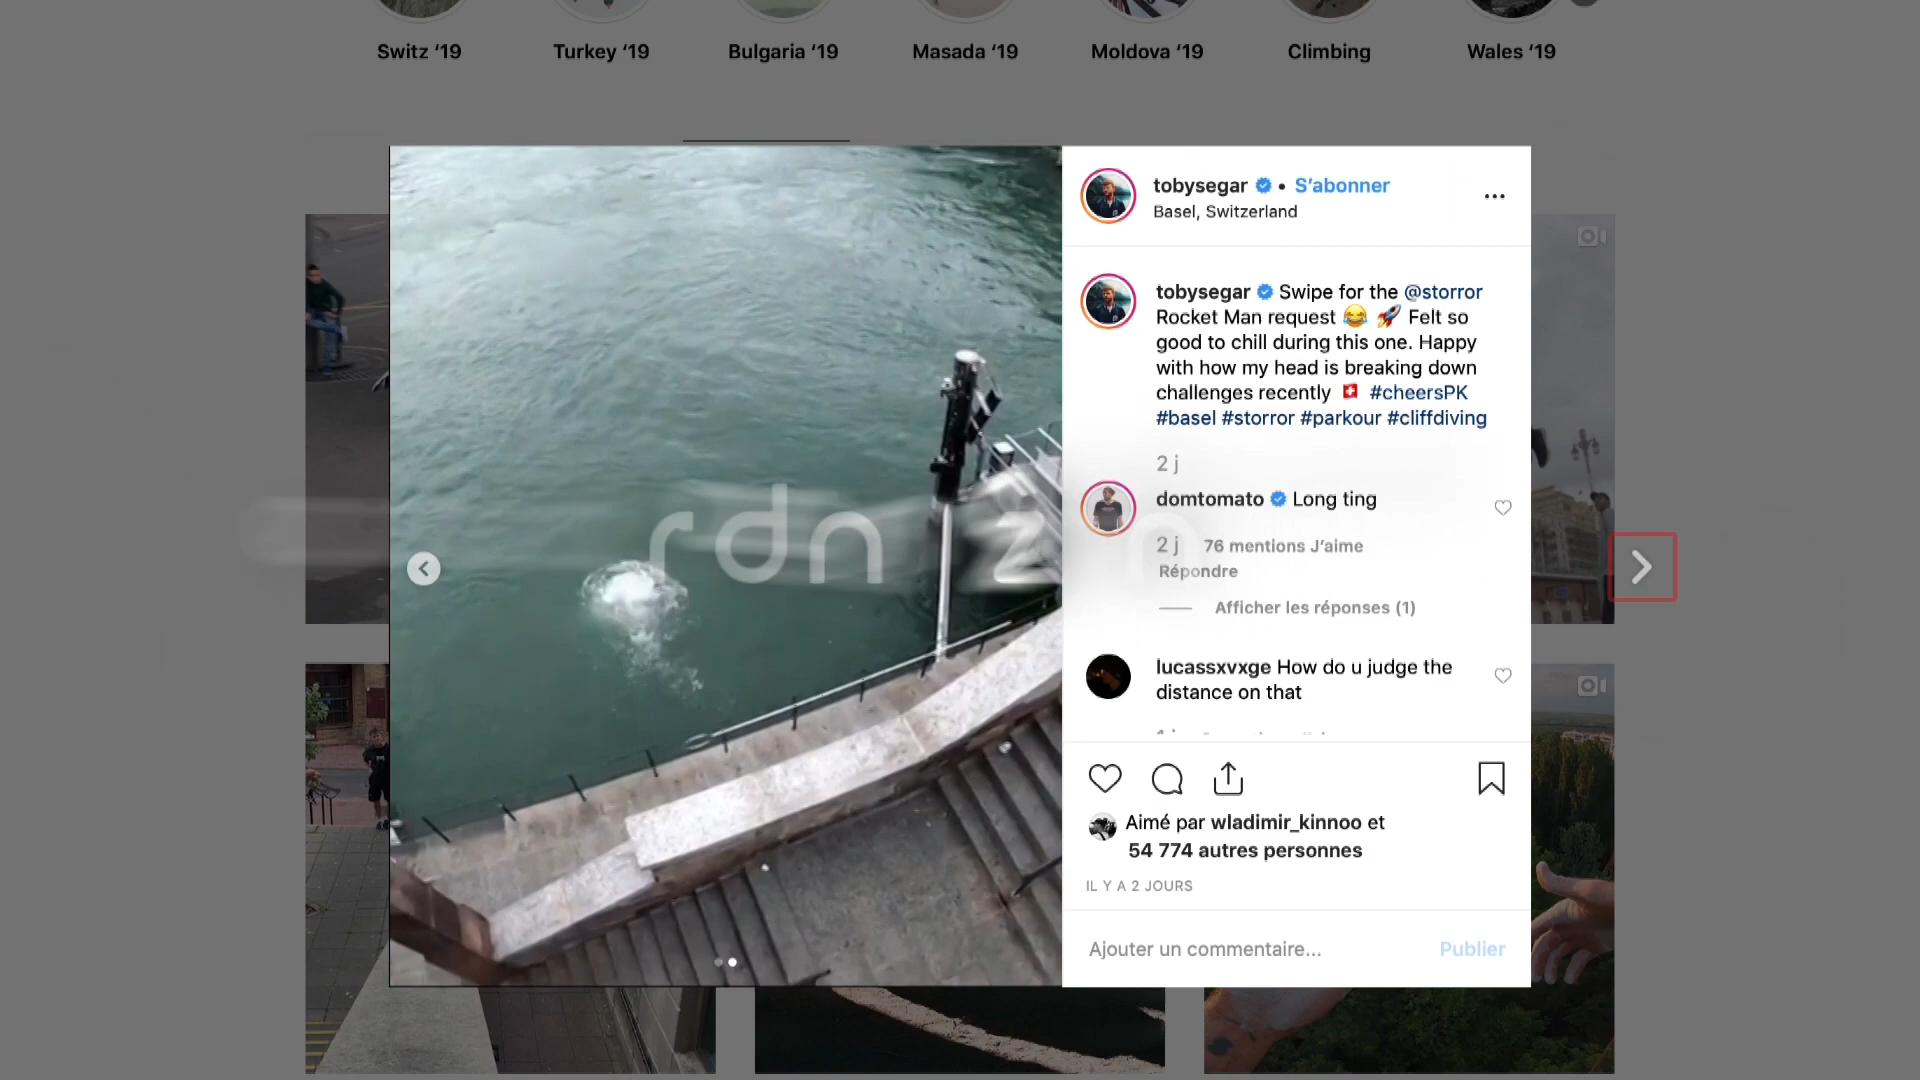 Switz ‘19
Turkey ‘19
Bulgaria ‘19
Masada ‘19
Moldova ‘19
Climbing
Wales ‘19
tobysegar • S’abonner
Basel, Switzerland
tobysegar Swipe for the @storror
Rocket Man request 😂 🚀 Felt so
good to chill during this one. Happy
with how my head is breaking down
challenges recently 🇨🇭 #cheersPK
#basel #storror #parkour #cliffdiving
2 j
domtomato Long ting
2 j 76 mentions J’aime
Répondre
Afficher les réponses (1)
lucassxvxge How do u judge the
distance on that
Aimé par wladimir_kinnoo et
54 774 autres personnes
IL Y A 2 JOURS
Ajouter un commentaire...
Publier